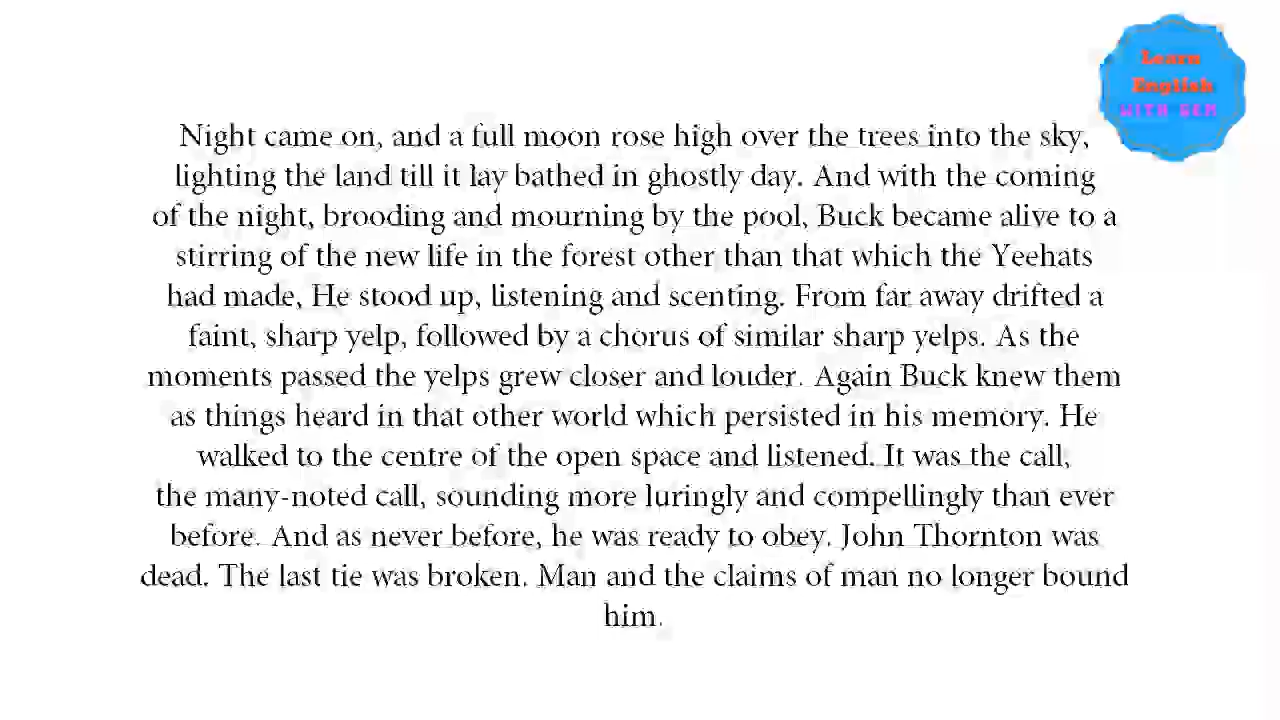 Learn
English
WITH GEM
Night came on, and a full moon rose high over the trees into the sky,
lighting the land till it lay bathed in ghostly day. And with the coming
of the night, brooding and mourning by the pool, Buck became alive to a
stirring of the new life in the forest other than that which the Yeehats
had made, He stood up, listening and scenting. From far away drifted a
faint, sharp yelp, followed by a chorus of similar sharp yelps. As the
moments passed the yelps grew closer and louder. Again Buck knew them
as things heard in that other world which persisted in his memory. He
walked to the centre of the open space and listened. It was the call,
the many-noted call, sounding more luringly and compellingly than ever
before. And as never before, he was ready to obey. John Thornton was
dead. The last tie was broken. Man and the claims of man no longer bound
him.